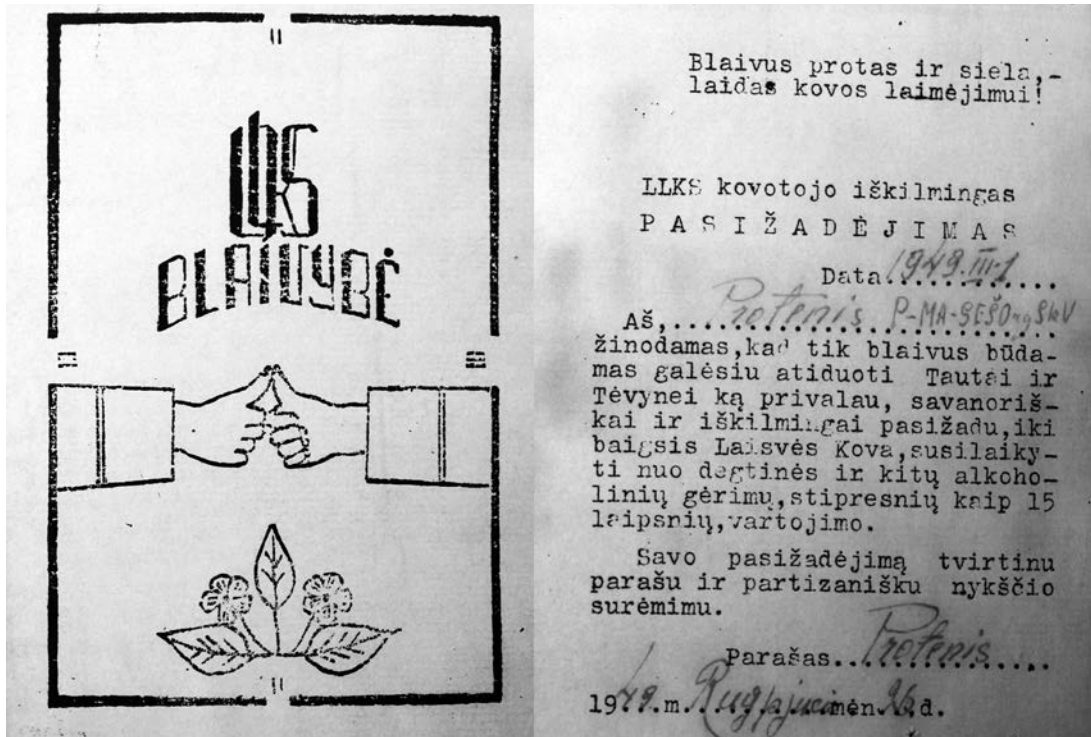 LLKS
BLAIVYBĖ
Blaivus protas ir siela,-
laidas kovos laimėjimui!
LLKS kovotojo iškilmingas
PASIŽADĖJIMAS
Data 1949.III.1
Aš, Protenis
žinodamas,kad tik blaivus būda-
mas galėsiu atiduoti Tautai ir
Tėvynei ką privalau, savanoriš-
kai ir iškilmingai pasižadu,iki
baigsis Laisvės Kova,susilaiky-
ti nuo degtinės ir kitų alkoho-
linių gėrimų,stipresnių kaip 15
laipsnių,vartojimo.
Savo pasižadėjimą tvirtinu
parašu ir partizanišku nykščio
surėmimu.
Parašas Protenis
1949.m. mėn. 26.d.